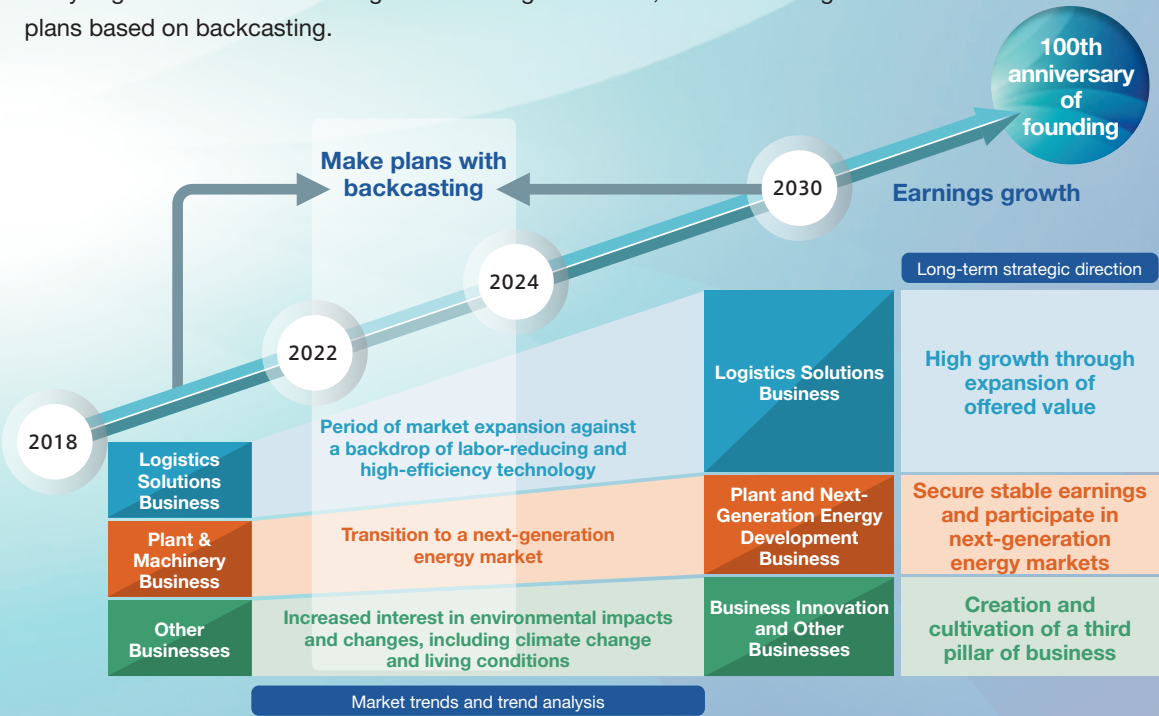 plans based on backcasting.
100th
anniversary
of
founding
Make plans with
backcasting
2030
Earnings growth
2024
Long-term strategic direction
2022
2018
Logistics
Solutions
Business
Period of market expansion against
a backdrop of labor-reducing and
high-efficiency technology
Logistics Solutions
Business
High growth through
expansion of
offered value
Plant &
Machinery
Business
Transition to a next-generation
energy market
Plant and Next-
Generation Energy
Development
Business
Secure stable earnings
and participate in
next-generation
energy markets
Other
Businesses
Increased interest in environmental impacts
and changes, including climate change
and living conditions
Business Innovation
and Other
Businesses
Creation and
cultivation of a third
pillar of business
Market trends and trend analysis